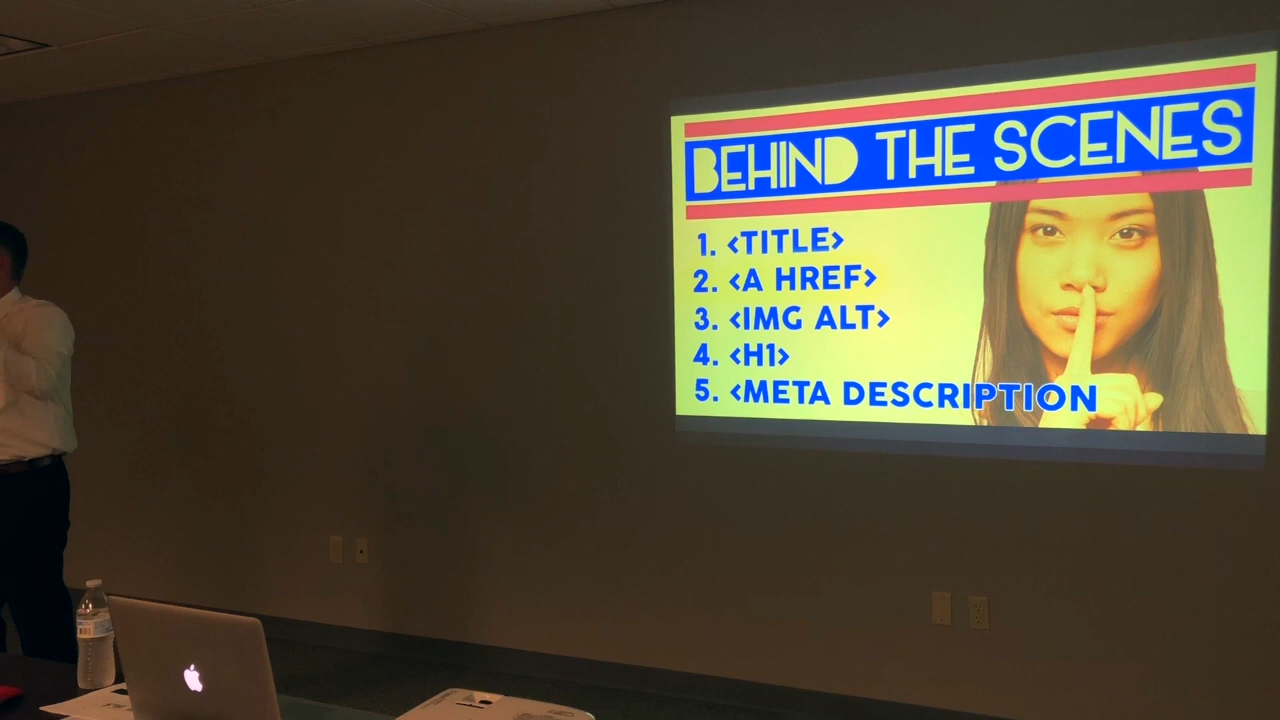 BEHIND THE SCENES
1. <TITLE>
2. <A HREF>
3. <IMG ALT>
4. <H1>
5. <META DESCRIPTION